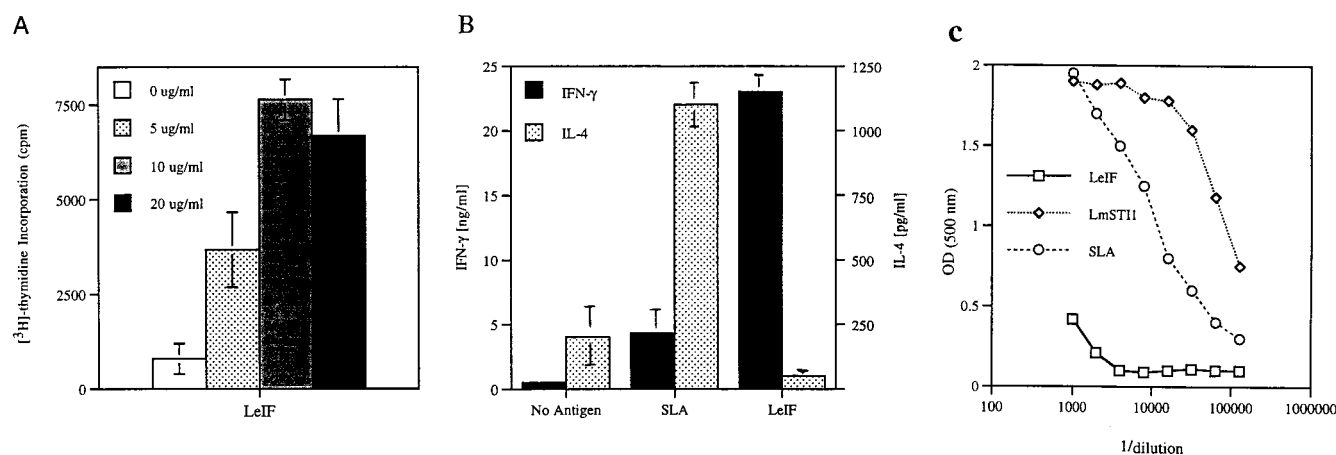 A
[³H]-thymidine Incorporation (cpm)
7500
5000
2500
0
0 ug/ml
5 ug/ml
10 ug/ml
20 ug/ml
LeIF
B
IFN-γ [ng/ml]
25
20
15
10
5
0
IFN-γ
IL-4
1250
1000
750
500
250
0
IL-4 [pg/ml]
No Antigen SLA LeIF
c
OD (500 nm)
2
1.5
1
0.5
0
LeIF
LmSTI1
SLA
100 1000 10000 100000 1000000
1/dilution